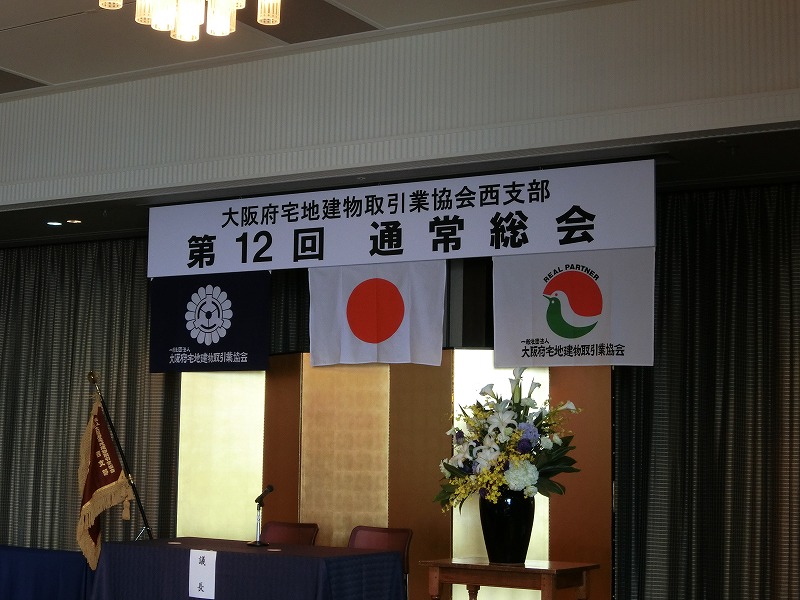 大阪府宅地建物取引業協会西支部
第12回 通常総会
一般社団法人
大阪府宅地建物取引業協会
REAL PARTNER
一般社団法人
大阪府宅地建物取引業協会
議長